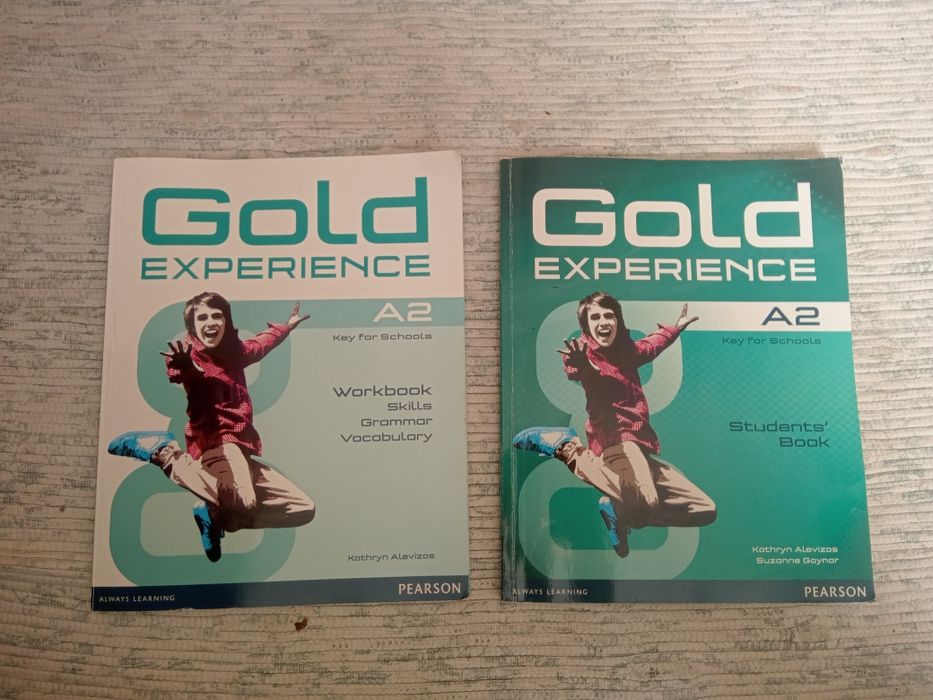 Gold
EXPERIENCE
A2
Key for Schools
Workbook
Skills
Grammar
Vocabulary
Kathryn Alevizos
ALWAYS LEARNING
PEARSON
Gold
EXPERIENCE
A2
Key for Schools
Students'
Book
Kathryn Alevizos
Suzanne Gaynor
ALWAYS LEARNING
PEARSON